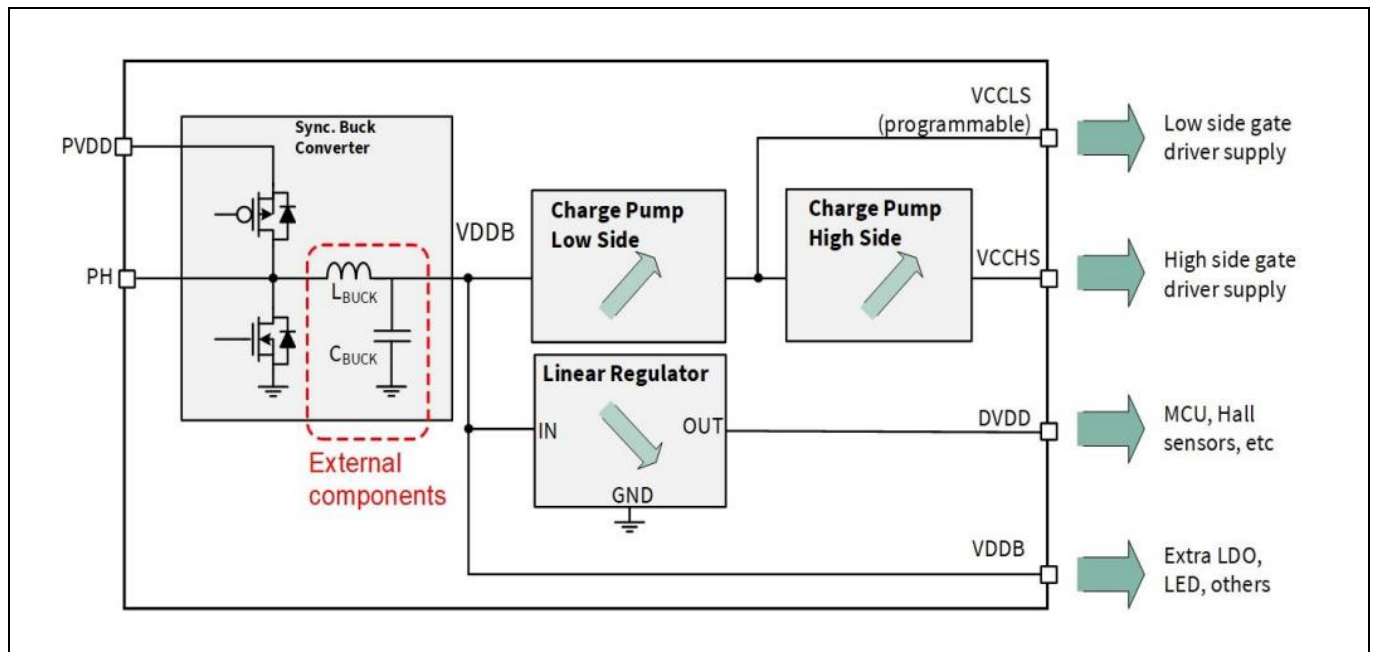 Sync. Buck
Converter
PVDD
PH
LBUCK
CBUCK
External
components
VDDB
Charge Pump
Low Side
Charge Pump
High Side
Linear Regulator
IN
OUT
GND
VCCLS
(programmable)
VCCHS
DVDD
VDDB
Low side gate
driver supply
High side gate
driver supply
MCU, Hall
sensors, etc
Extra LDO,
LED, others